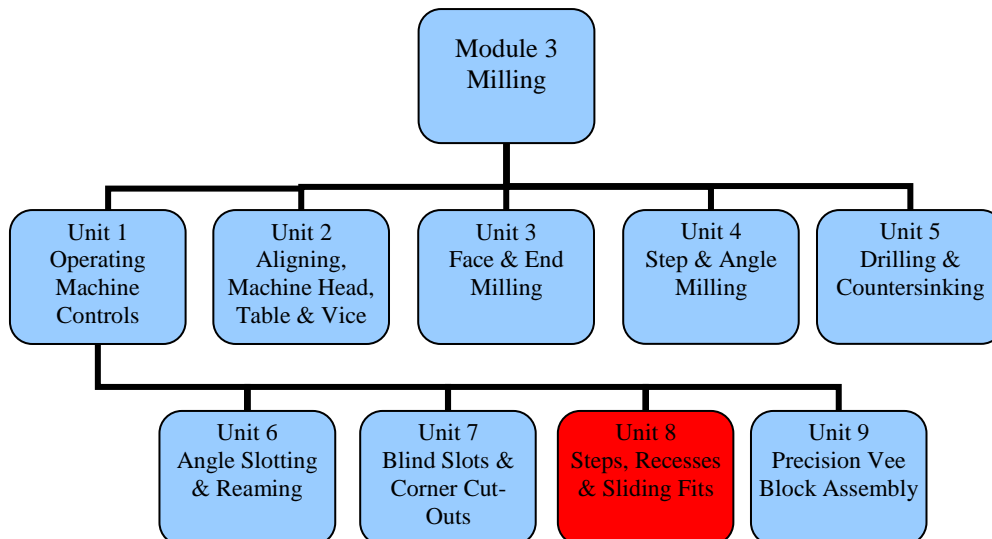 Module 3
Milling
Unit 1
Operating
Machine
Controls
Unit 2
Aligning,
Machine Head,
Table & Vice
Unit 3
Face & End
Milling
Unit 4
Step & Angle
Milling
Unit 5
Drilling &
Countersinking
Unit 6
Angle Slotting
& Reaming
Unit 7
Blind Slots &
Corner Cut-
Outs
Unit 8
Steps, Recesses
& Sliding Fits
Unit 9
Precision Vee
Block Assembly